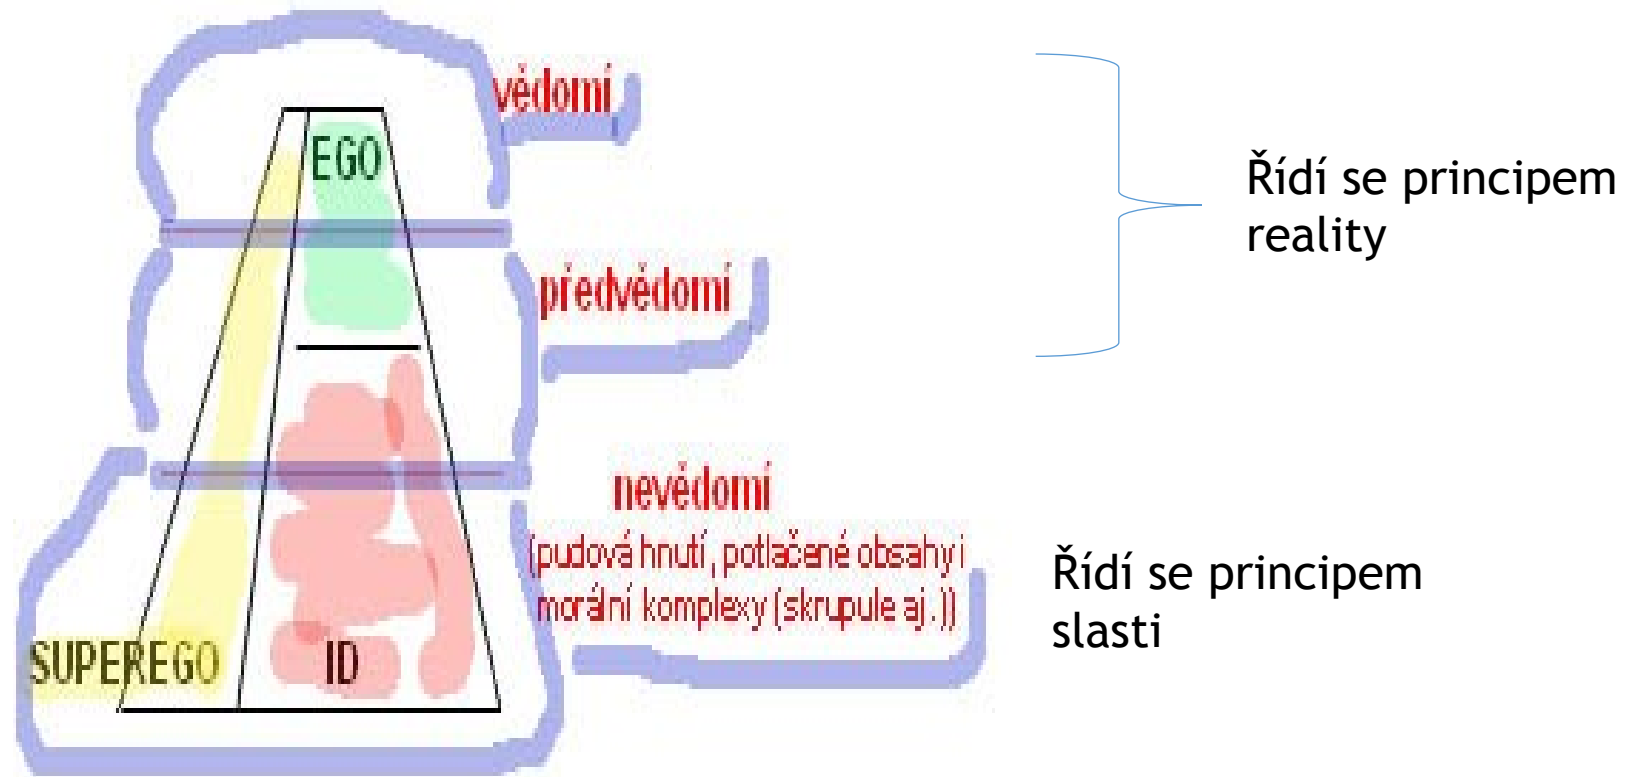 vědomí
EGO
Řídí se principem
reality
předvědomí
nevědomí
(pudová hnutí, potlačené obsahy i
morální komplexy (skrupule aj.))
Řídí se principem
slasti
SUPEREGO
ID